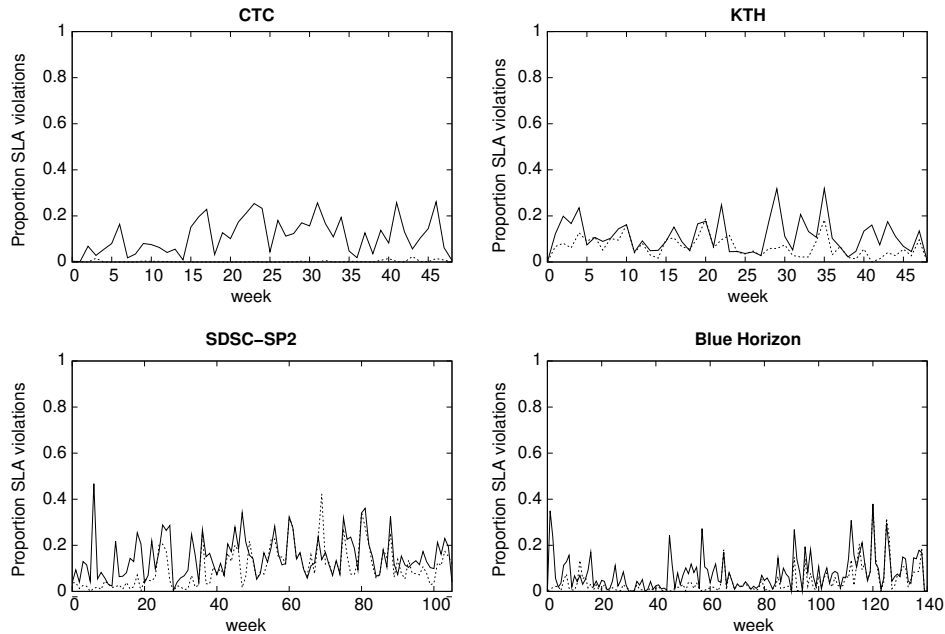 CTC
Proportion SLA violations
1
0.8
0.6
0.4
0.2
0
0 5 10 15 20 25 30 35 40 45
week
KTH
Proportion SLA violations
1
0.8
0.6
0.4
0.2
0
0 5 10 15 20 25 30 35 40 45
week
SDSC−SP2
Proportion SLA violations
1
0.8
0.6
0.4
0.2
0
0 20 40 60 80 100
week
Blue Horizon
Proportion SLA violations
1
0.8
0.6
0.4
0.2
0
0 20 40 60 80 100 120 140
week